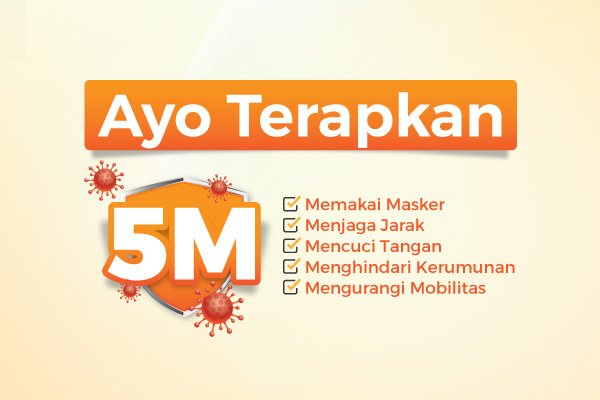 Ayo Terapkan
5M
Memakai Masker
Menjaga Jarak
Mencuci Tangan
Menghindari Kerumunan
Mengurangi Mobilitas